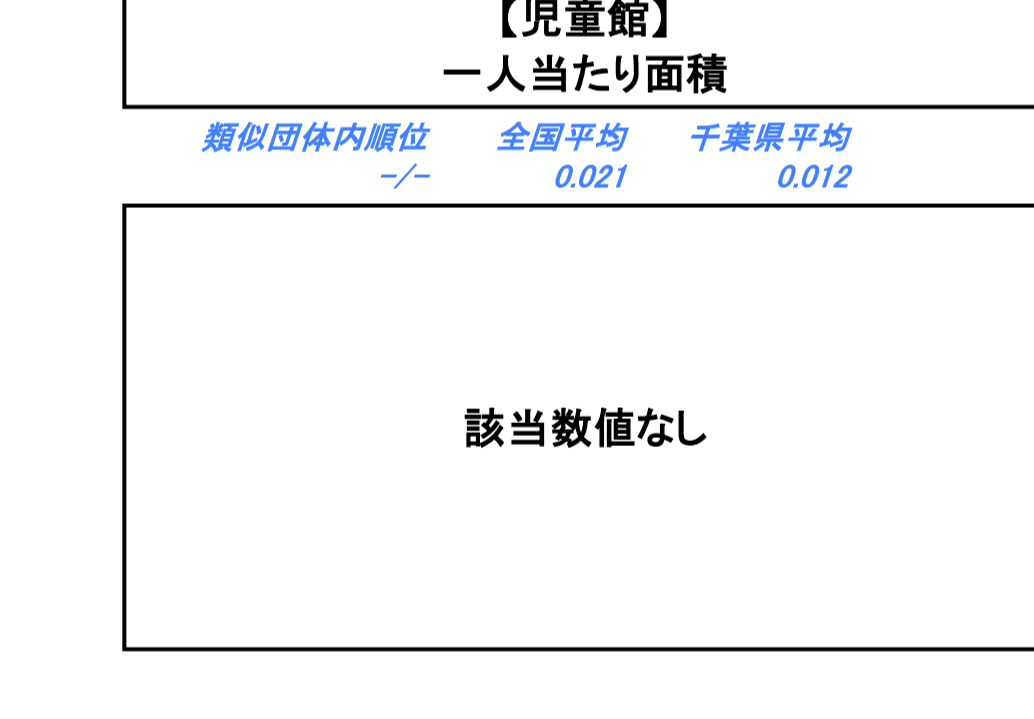 【児童館】
一人当たり面積
類似団体内順位 全国平均 千葉県平均
-/- 0.021 0.012
該当数値なし